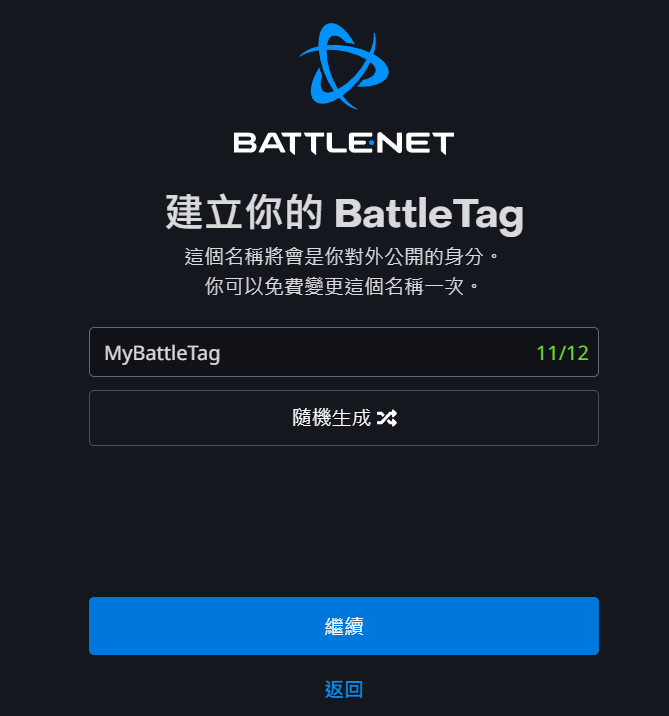 BATTLE.NET
建立你的 BattleTag
這個名稱將會是你對外公開的身分。
你可以免費變更這個名稱一次。
MyBattleTag 11/12
隨機生成
繼續
返回